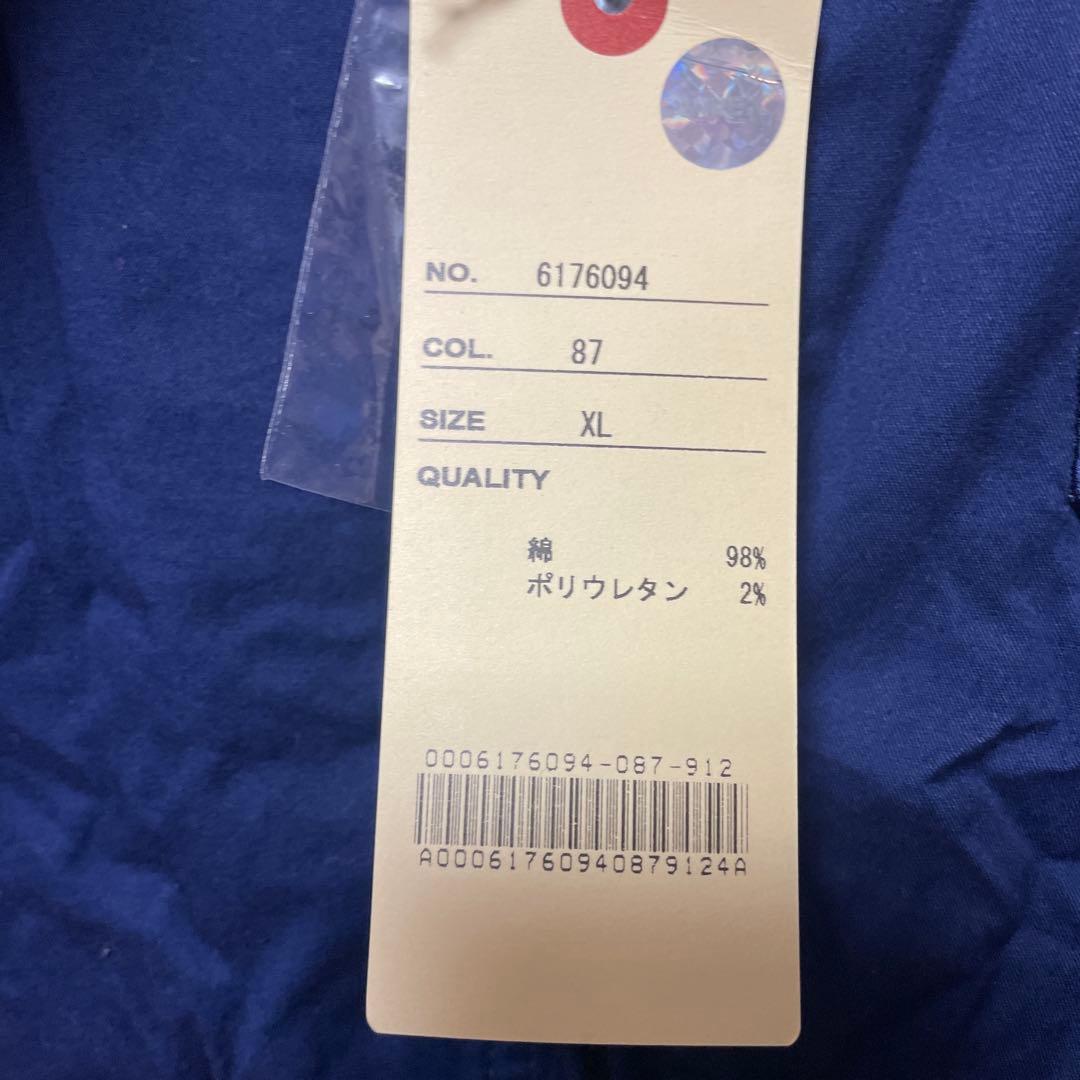 NO. 6176094
COL. 87
SIZE XL
QUALITY
綿 98%
ポリウレタン 2%
0006176094-087-912
A00061760940879124A